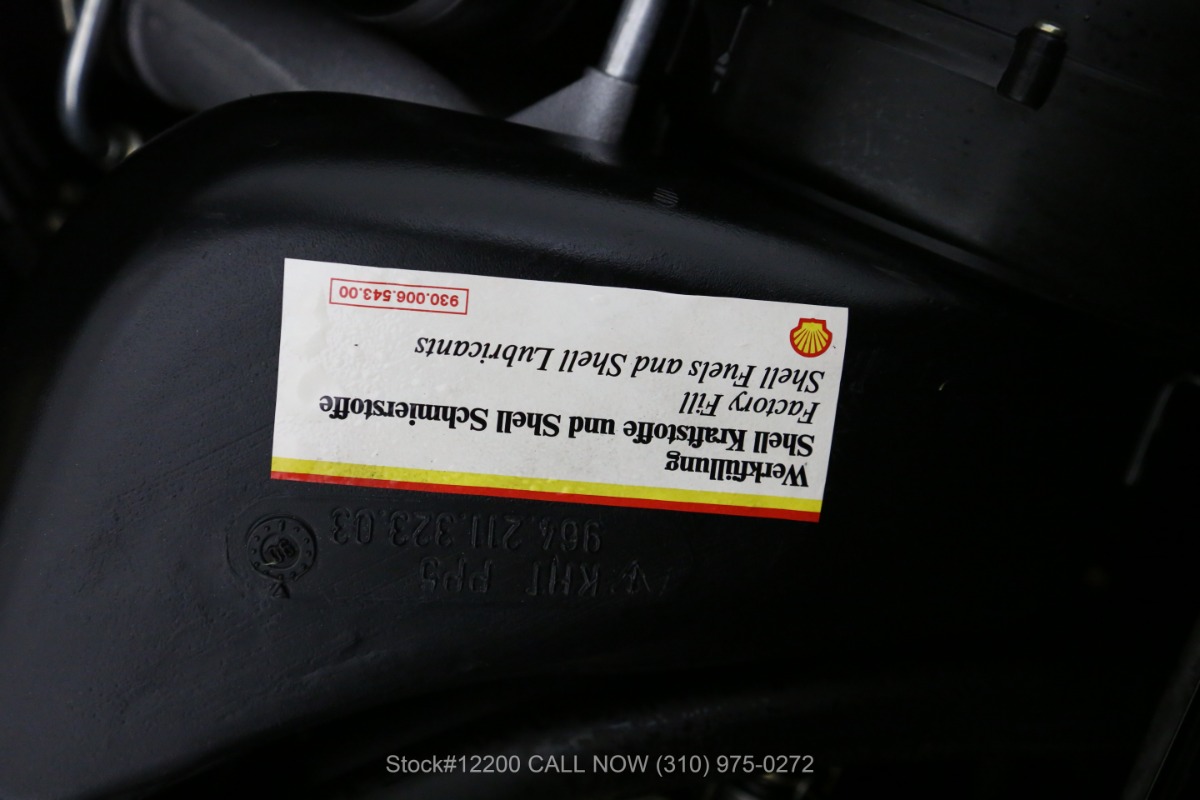 Werkfüllung
Shell Kraftstoffe und Shell Schmierstoffe
Factory Fill
Shell Fuels and Shell Lubricants
930.006.543.00
KHT PP5
964 211.323.03
Stock#12200 CALL NOW (310) 975-0272